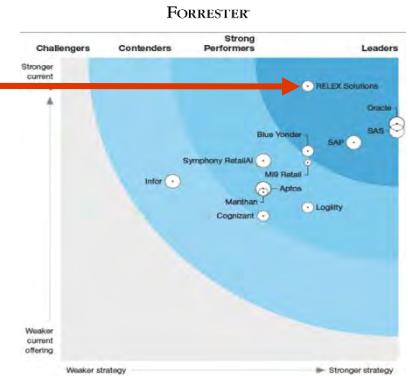 FORRESTER
Challengers
Contenders
Strong
Performers
Leaders
Stronger
current
RELEX Solutions
Oracle
SAS
Blue Yonder
SAP
Symphony RetailAI
Mi9 Retail
Infor
Aptos
Manthan
Logility
Cognizant
Weaker
current
offering
Weaker strategy
Stronger strategy